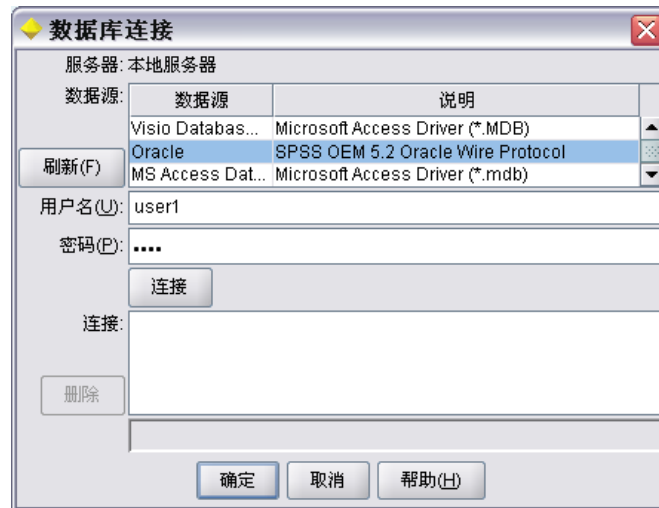 数据库连接
服务器: 本地服务器
数据源: 数据源 说明
Visio Databas... Microsoft Access Driver (*.MDB)
Oracle SPSS OEM 5.2 Oracle Wire Protocol
MS Access Dat... Microsoft Access Driver (*.mdb)
刷新(F)
用户名(U): user1
密码(P): ••••
连接
连接:
删除
确定 取消 帮助(H)